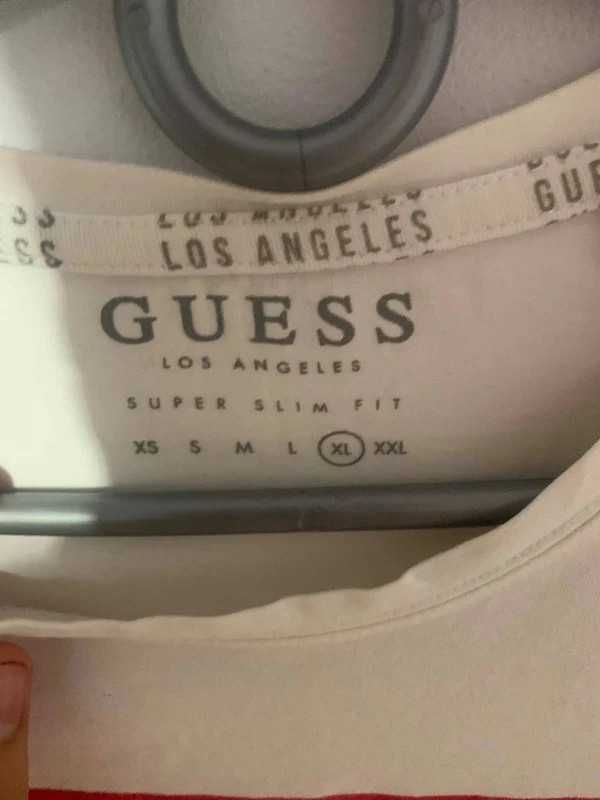 LOS ANGELES
GUESS
LOS ANGELES
SUPER SLIM FIT
XS S M L XL XXL